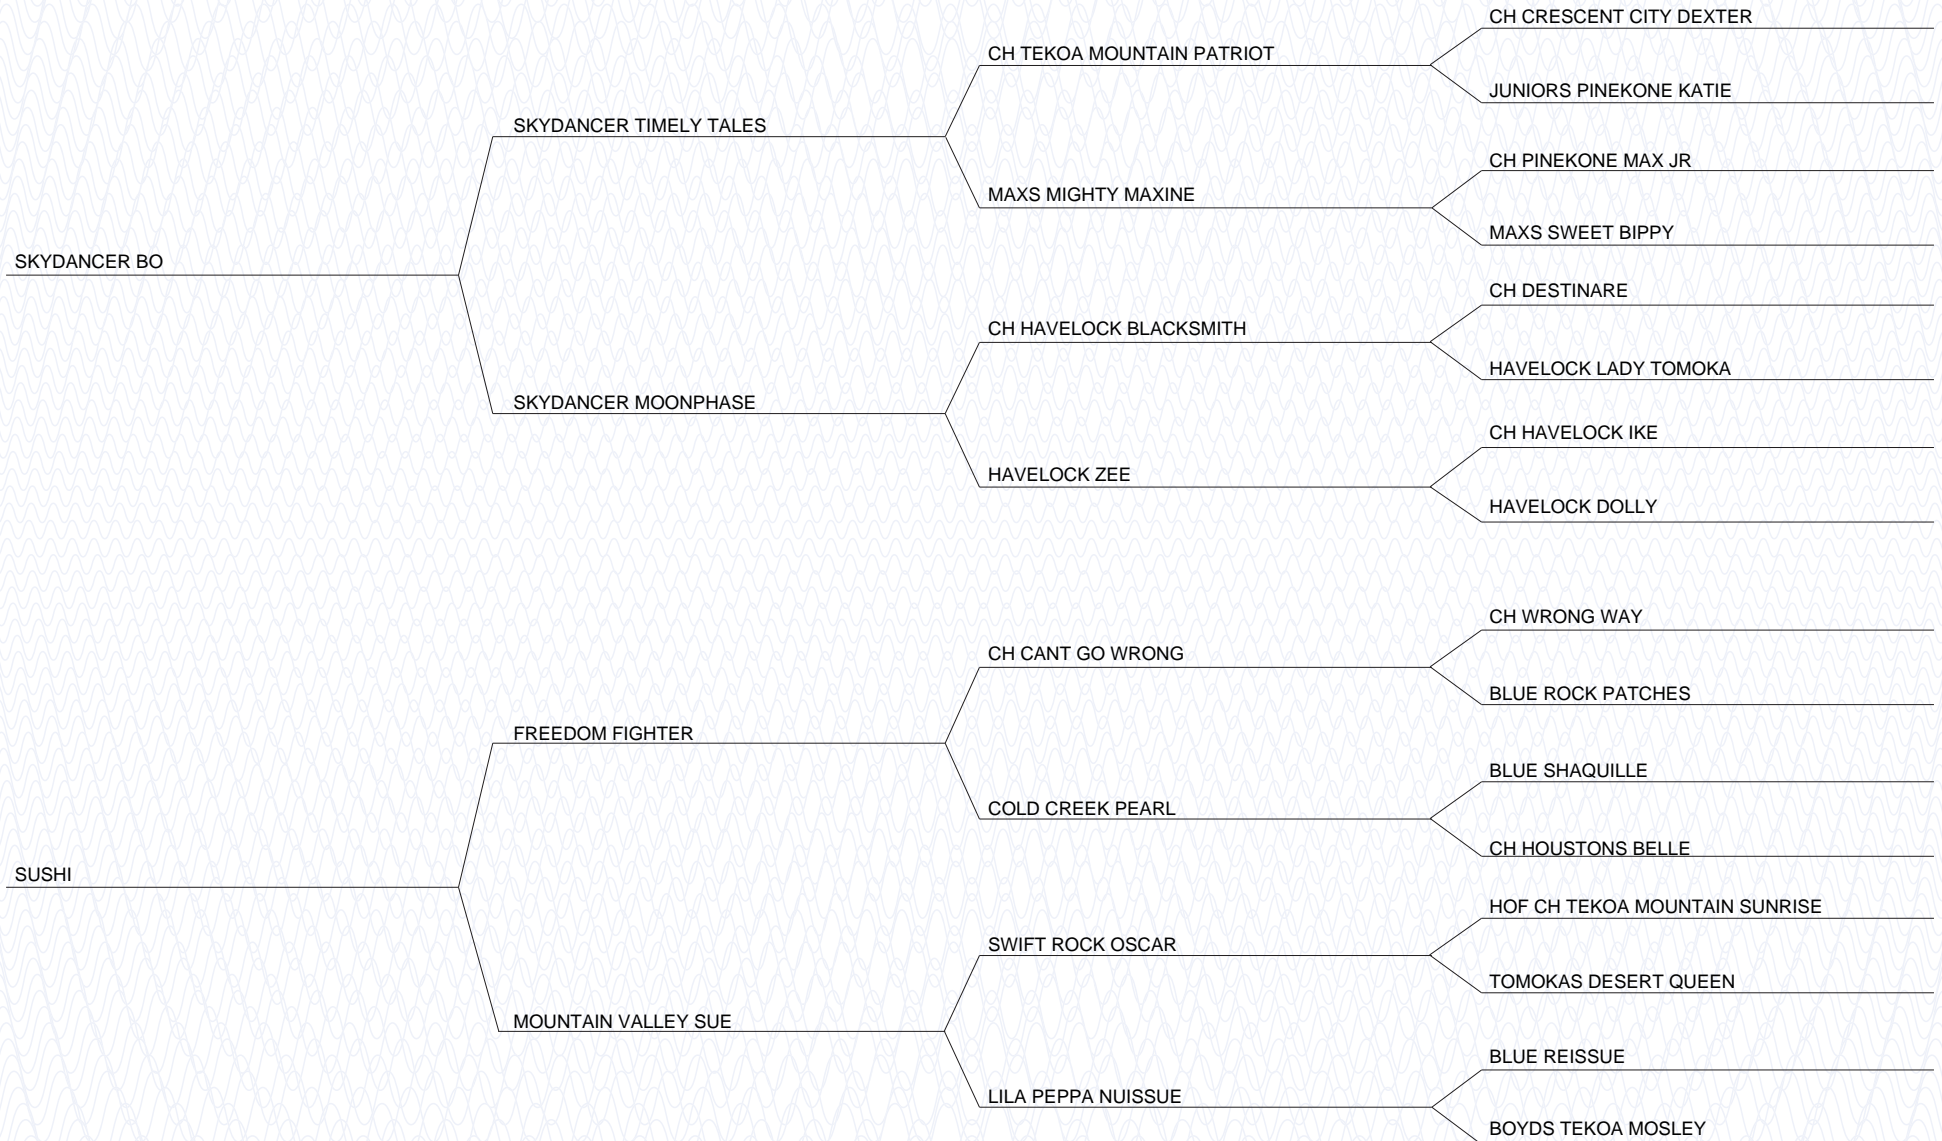 CH CRESCENT CITY DEXTER
CH TEKOA MOUNTAIN PATRIOT
JUNIORS PINEKONE KATIE
SKYDANCER TIMELY TALES
CH PINEKONE MAX JR
MAXS MIGHTY MAXINE
MAXS SWEET BIPPY
SKYDANCER BO
CH DESTINARE
CH HAVELOCK BLACKSMITH
HAVELOCK LADY TOMOKA
SKYDANCER MOONPHASE
CH HAVELOCK IKE
HAVELOCK ZEE
HAVELOCK DOLLY
CH WRONG WAY
CH CANT GO WRONG
BLUE ROCK PATCHES
FREEDOM FIGHTER
BLUE SHAQUILLE
COLD CREEK PEARL
CH HOUSTONS BELLE
SUSHI
HOF CH TEKOA MOUNTAIN SUNRISE
SWIFT ROCK OSCAR
TOMOKAS DESERT QUEEN
MOUNTAIN VALLEY SUE
BLUE REISSUE
LILA PEPPA NUISSUE
BOYDS TEKOA MOSLEY